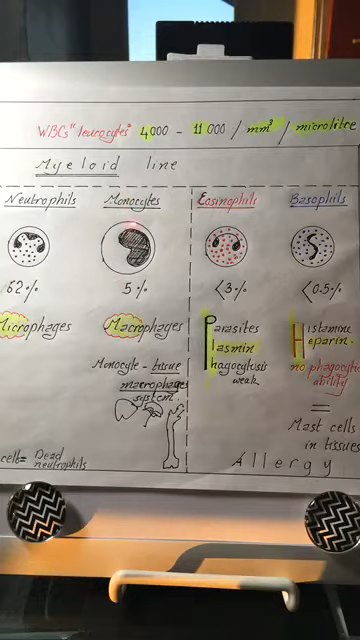 WBCs "leucocytes" 4000 - 11000 / mm³ / microlitre
Myeloid line
Neutrophils Monocytes Eosinophils Basophils
62% 5% <3% <0.5%
Microphages Macrophages Parasites Histamine
Plasmin Heparin.
Phagocytosis no phagocytic
weak ability
Monocyte - tissue
macrophages
system.
=
Mast cells
in tissues
cell = Dead
neutrophils
Allergy